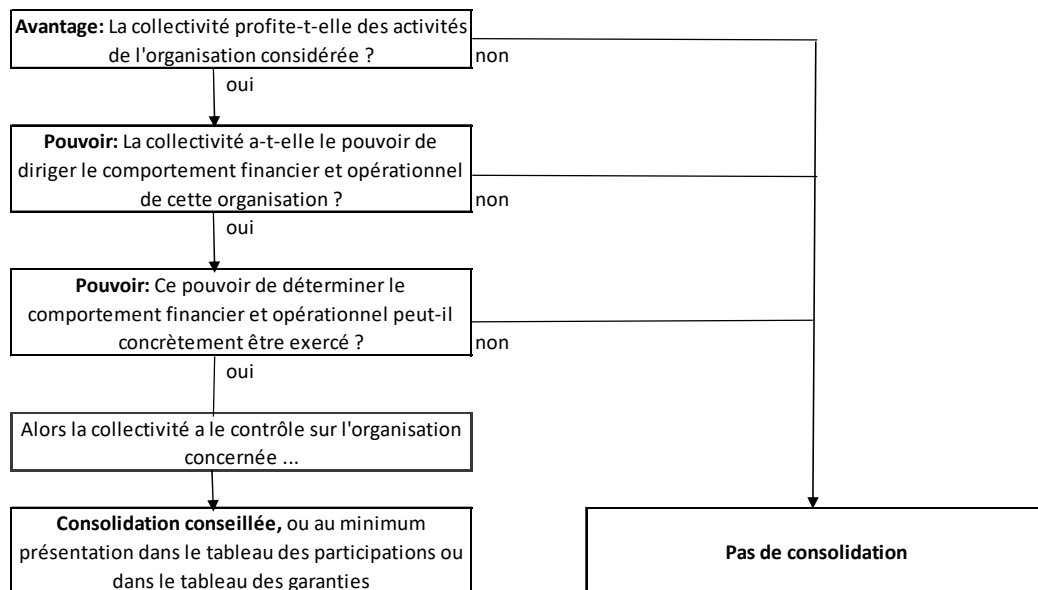 Avantage: La collectivité profite-t-elle des activités
de l'organisation considérée ?
non
oui
Pouvoir: La collectivité a-t-elle le pouvoir de
diriger le comportement financier et opérationnel
de cette organisation ?
non
oui
Pouvoir: Ce pouvoir de déterminer le
comportement financier et opérationnel peut-il
concrètement être exercé ?
non
oui
Alors la collectivité a le contrôle sur l'organisation
concernée ...
Consolidation conseillée, ou au minimum
présentation dans le tableau des participations ou
dans le tableau des garanties
Pas de consolidation